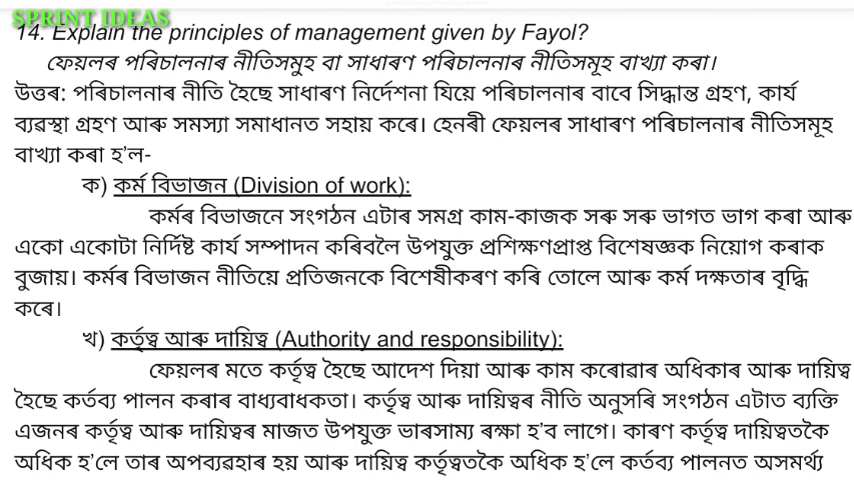 SPRINT IDEAS
14. Explain the principles of management given by Fayol?
ফেয়লৰ পৰিচালনাৰ নীতিসমুহ বা সাধাৰণ পৰিচালনাৰ নীতিসমূহ বাখ্যা কৰা।
উত্তৰ: পৰিচালনাৰ নীতি হৈছে সাধাৰণ নিৰ্দেশনা যিয়ে পৰিচালনাৰ বাবে সিদ্ধান্ত গ্ৰহণ, কাৰ্য
ব্যৱস্থা গ্ৰহণ আৰু সমস্যা সমাধানত সহায় কৰে। হেনৰী ফেয়লৰ সাধাৰণ পৰিচালনাৰ নীতিসমূহ
বাখ্যা কৰা হ'ল-
ক) কৰ্ম বিভাজন (Division of work):
কৰ্মৰ বিভাজনে সংগঠন এটাৰ সমগ্ৰ কাম-কাজক সৰু সৰু ভাগত ভাগ কৰা আৰু
একো একোটা নিৰ্দিষ্ট কাৰ্য সম্পাদন কৰিবলৈ উপযুক্ত প্ৰশিক্ষণপ্ৰাপ্ত বিশেষজ্ঞক নিয়োগ কৰাক
বুজায়। কৰ্মৰ বিভাজন নীতিয়ে প্ৰতিজনকে বিশেষীকৰণ কৰি তোলে আৰু কৰ্ম দক্ষতাৰ বৃদ্ধি
কৰে।
খ) কৰ্তৃত্ব আৰু দায়িত্ব (Authority and responsibility):
ফেয়লৰ মতে কৰ্তৃত্ব হৈছে আদেশ দিয়া আৰু কাম কৰোৱাৰ অধিকাৰ আৰু দায়িত্ব
হৈছে কৰ্তব্য পালন কৰাৰ বাধ্যবাধকতা। কৰ্তৃত্ব আৰু দায়িত্বৰ নীতি অনুসৰি সংগঠন এটাত ব্যক্তি
এজনৰ কৰ্তৃত্ব আৰু দায়িত্বৰ মাজত উপযুক্ত ভাৰসাম্য ৰক্ষা হ'ব লাগে। কাৰণ কৰ্তৃত্ব দায়িত্বতকৈ
অধিক হ'লে তাৰ অপব্যৱহাৰ হয় আৰু দায়িত্ব কৰ্তৃত্বতকৈ অধিক হ'লে কৰ্তব্য পালনত অসমৰ্থ্য